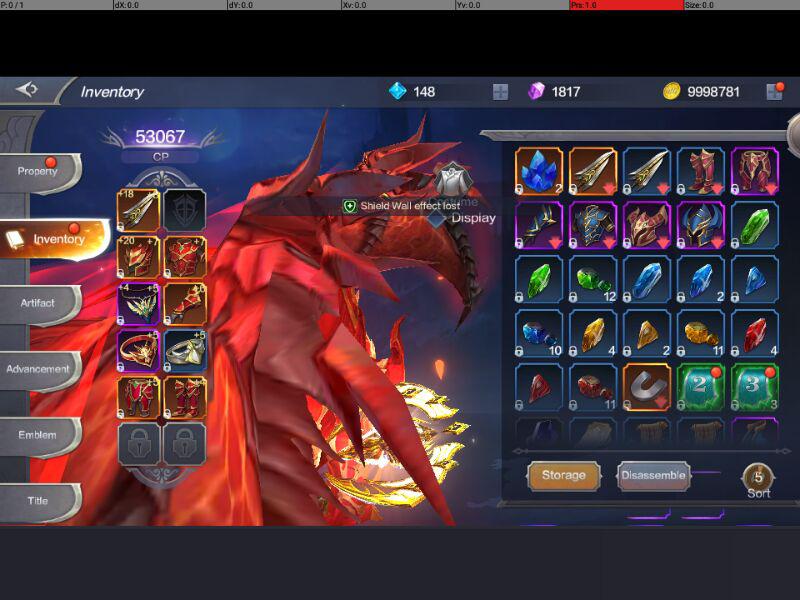 P: 0 / 1 dX: 0.0 dY: 0.0 Xv: 0.0 Yv: 0.0 Prs: 1.0 Size: 0.0
Inventory 148 1817 9998781
53067
CP
Property
Inventory
Artifact
Advancement
Emblem
Title
+18
+20
+4 +5
+5 +5
Shield Wall effect lost
Display
2
12
2
10 4 2 11 4
11 2 3 3
Storage Disassemble 5
Sort